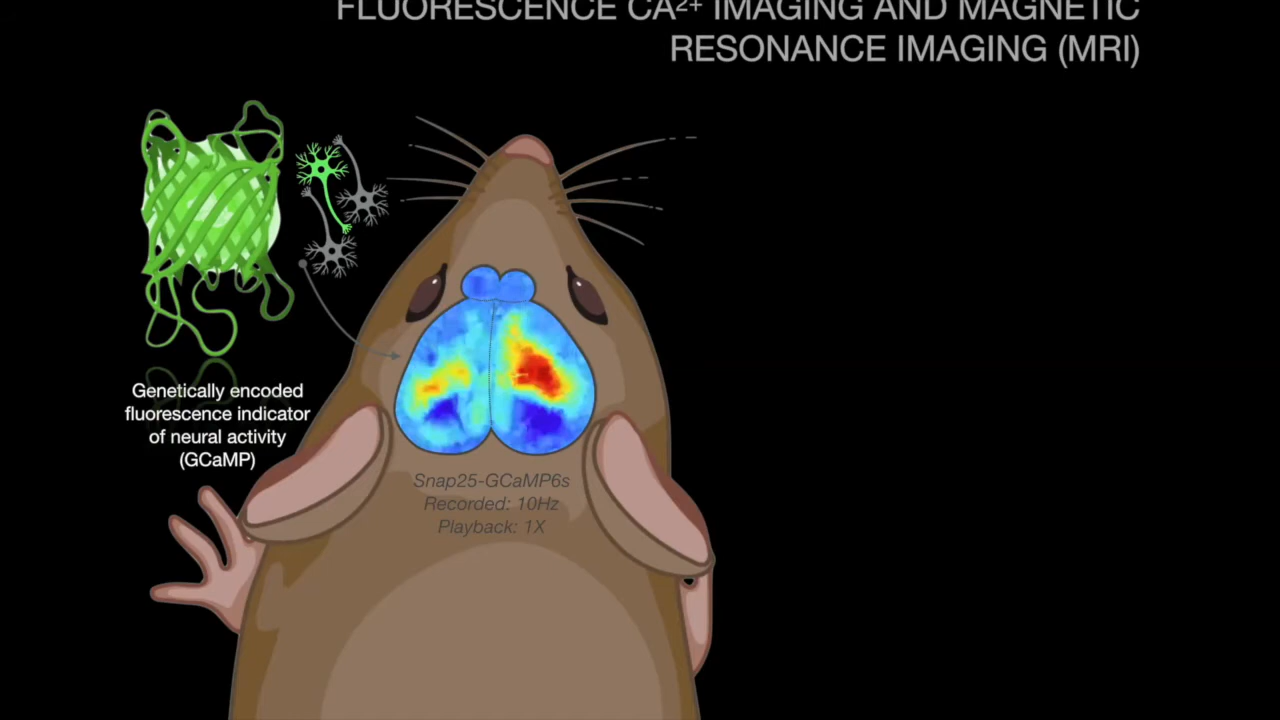 FLUORESCENCE CA²⁺ IMAGING AND MAGNETIC
RESONANCE IMAGING (MRI)
Genetically encoded
fluorescence indicator
of neural activity
(GCaMP)
Snap25-GCaMP6s
Recorded: 10Hz
Playback: 1X